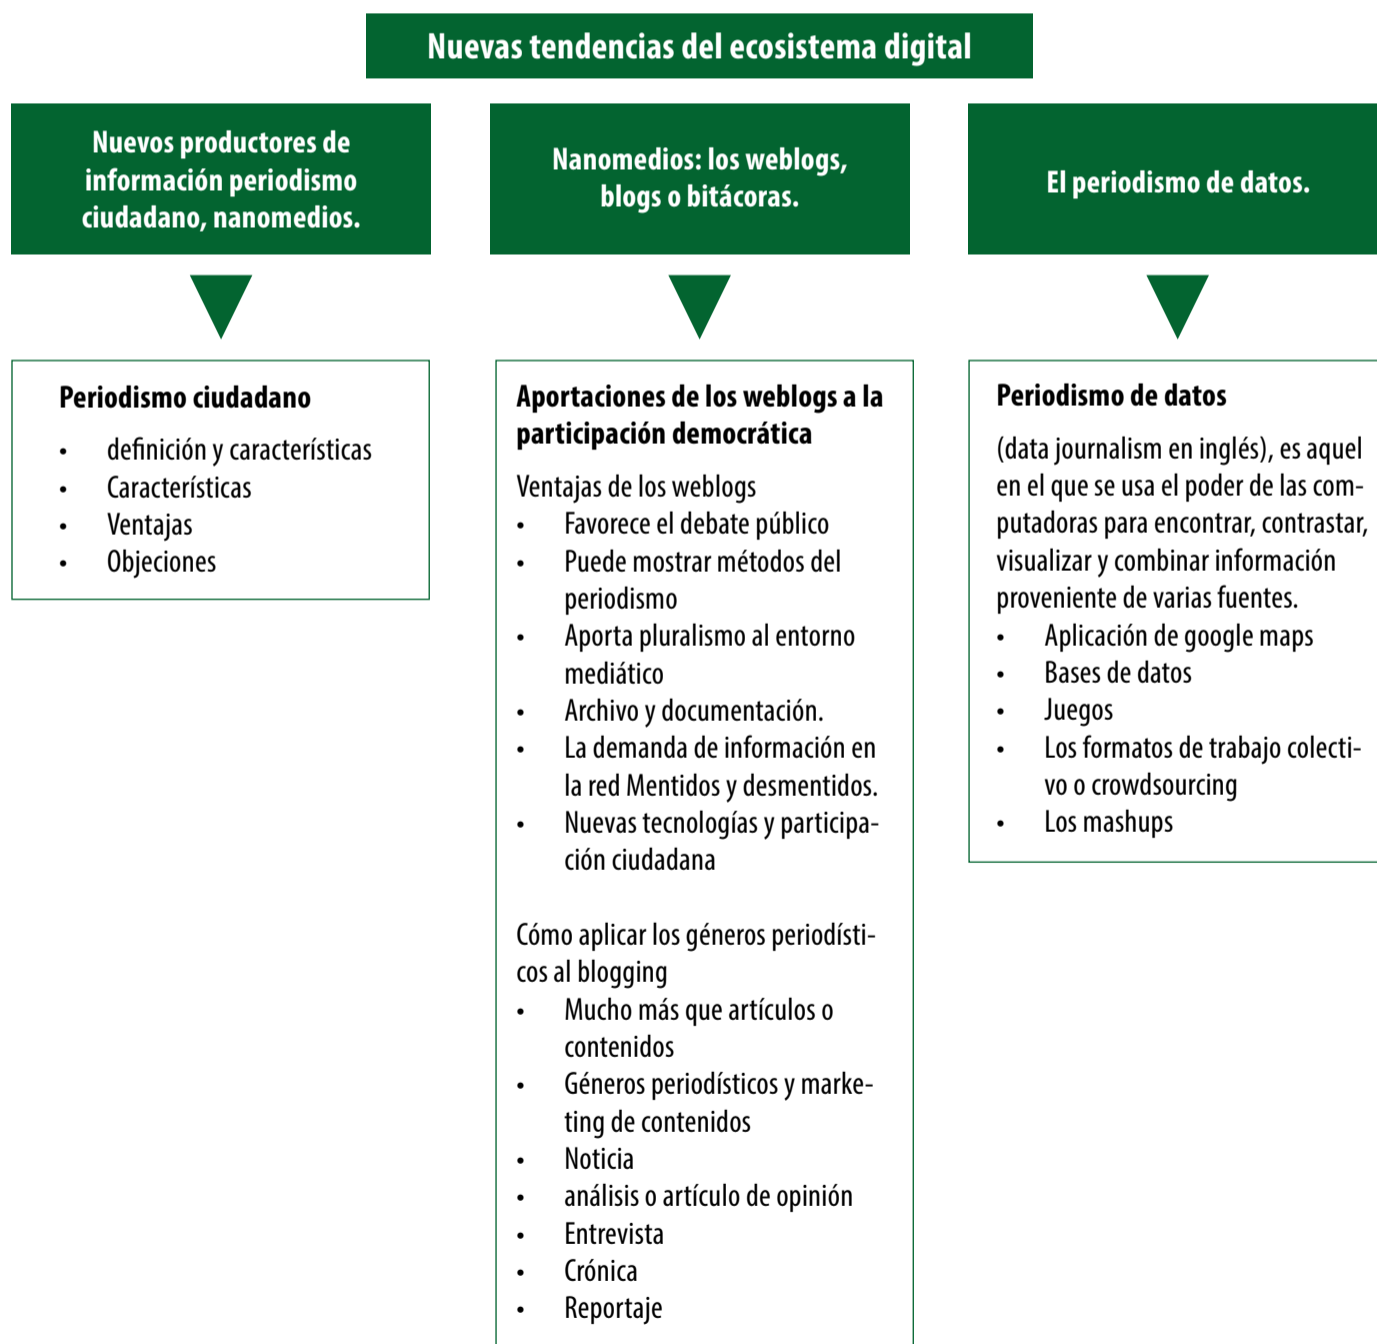 Nuevas tendencias del ecosistema digital
Nuevos productores de
información periodismo
ciudadano, nanomedios.
Nanomedios: los weblogs,
blogs o bitácoras.
El periodismo de datos.
Periodismo ciudadano
• definición y características
• Características
• Ventajas
• Objeciones
Aportaciones de los weblogs a la
participación democrática
Ventajas de los weblogs
• Favorece el debate público
• Puede mostrar métodos del
periodismo
• Aporta pluralismo al entorno
mediático
• Archivo y documentación.
• La demanda de información en
la red Mentidos y desmentidos.
• Nuevas tecnologías y participa-
ción ciudadana
Cómo aplicar los géneros periodísti-
cos al blogging
• Mucho más que artículos o
contenidos
• Géneros periodísticos y marke-
ting de contenidos
• Noticia
• análisis o artículo de opinión
• Entrevista
• Crónica
• Reportaje
Periodismo de datos
(data journalism en inglés), es aquel
en el que se usa el poder de las com-
putadoras para encontrar, contrastar,
visualizar y combinar información
proveniente de varias fuentes.
• Aplicación de google maps
• Bases de datos
• Juegos
• Los formatos de trabajo colecti-
vo o crowdsourcing
• Los mashups